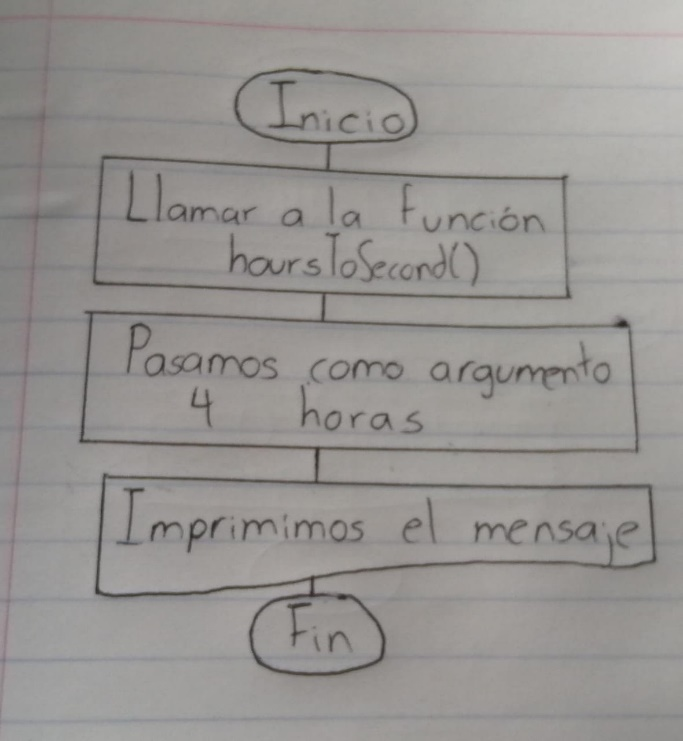 Inicio
Llamar a la función
hoursToSecond()
Pasamos como argumento
4 horas
Imprimimos el mensaje
Fin